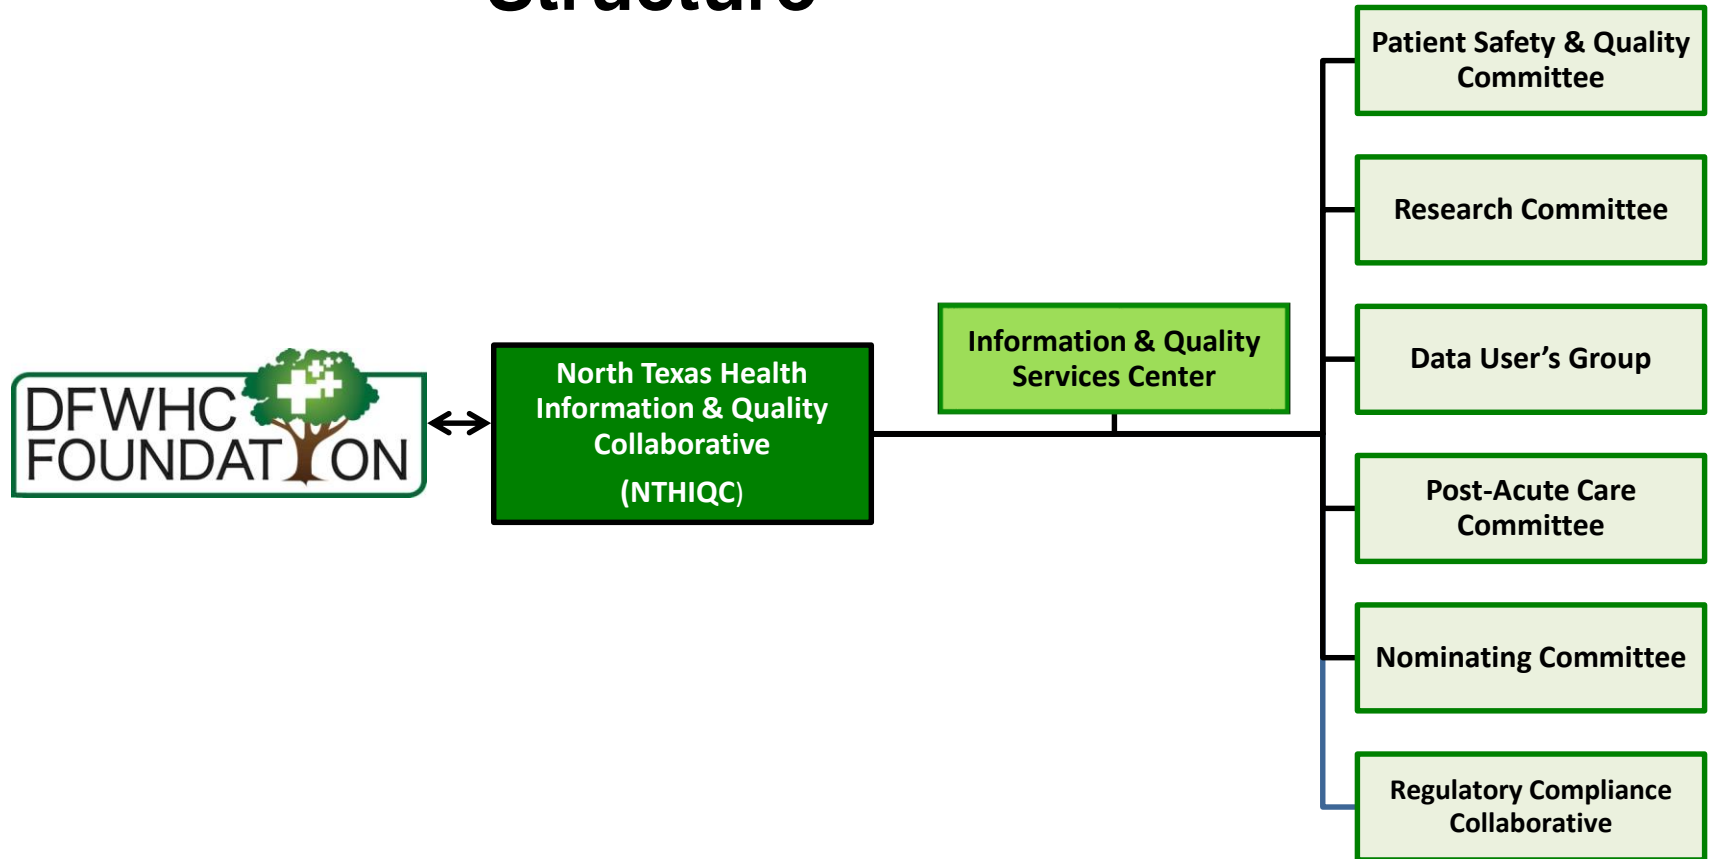 Structure
DFWHC
FOUNDATION
North Texas Health
Information & Quality
Collaborative
(NTHIQC)
Information & Quality
Services Center
Patient Safety & Quality
Committee
Research Committee
Data User’s Group
Post-Acute Care
Committee
Nominating Committee
Regulatory Compliance
Collaborative